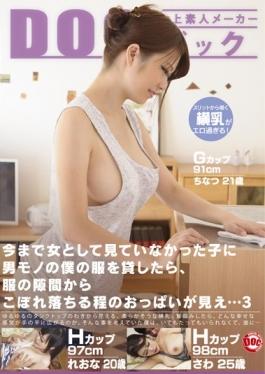 DO
上素人メーカー
ック
スリットから覗く
横乳が
エロ過ぎる!
Gカップ
91cm
ちなつ 21歳
今まで女として見ていなかった子に
男モノの僕の服を貸したら、
服の隙間から
こぼれ落ちる程のおっぱいが見え…3
Hカップ
97cm
れおな 20歳
Hカップ
98cm
さわ 25歳